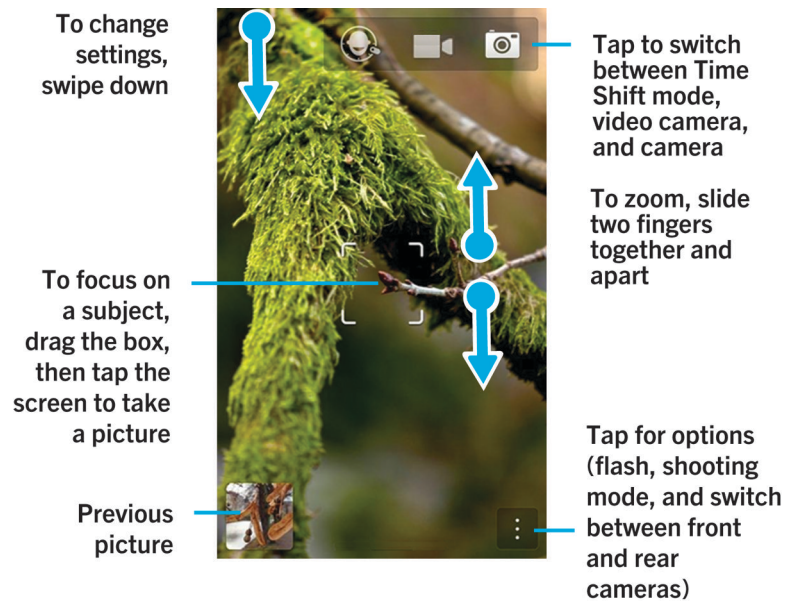 To change
settings,
swipe down
Tap to switch
between Time
Shift mode,
video camera,
and camera
To zoom, slide
two fingers
together and
apart
To focus on
a subject,
drag the box,
then tap the
screen to take
a picture
Previous
picture
Tap for options
(flash, shooting
mode, and switch
between front
and rear
cameras)